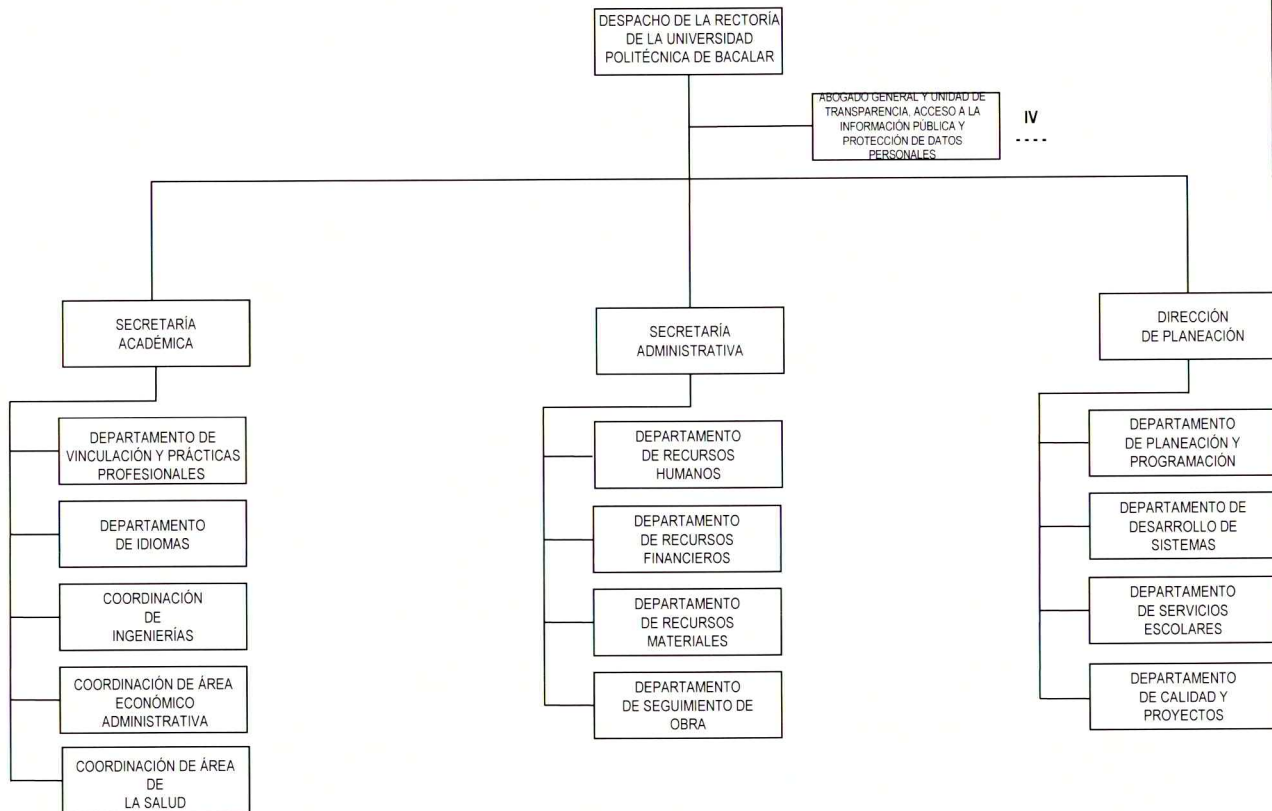 DESPACHO DE LA RECTORÍA
DE LA UNIVERSIDAD
POLITÉCNICA DE BACALAR
ABOGADO GENERAL Y UNIDAD DE
TRANSPARENCIA, ACCESO A LA
INFORMACIÓN PÚBLICA Y
PROTECCIÓN DE DATOS
PERSONALES
IV
----
SECRETARÍA
ACADÉMICA
DEPARTAMENTO DE
VINCULACIÓN Y PRÁCTICAS
PROFESIONALES
DEPARTAMENTO
DE IDIOMAS
COORDINACIÓN
DE
INGENIERÍAS
COORDINACIÓN DE ÁREA
ECONÓMICO
ADMINISTRATIVA
COORDINACIÓN DE ÁREA
DE
LA SALUD
SECRETARÍA
ADMINISTRATIVA
DEPARTAMENTO
DE RECURSOS
HUMANOS
DEPARTAMENTO
DE RECURSOS
FINANCIEROS
DEPARTAMENTO
DE RECURSOS
MATERIALES
DEPARTAMENTO
DE SEGUIMIENTO DE
OBRA
DIRECCIÓN
DE PLANEACIÓN
DEPARTAMENTO
DE PLANEACIÓN Y
PROGRAMACIÓN
DEPARTAMENTO DE
DESARROLLO DE
SISTEMAS
DEPARTAMENTO
DE SERVICIOS
ESCOLARES
DEPARTAMENTO
DE CALIDAD Y
PROYECTOS